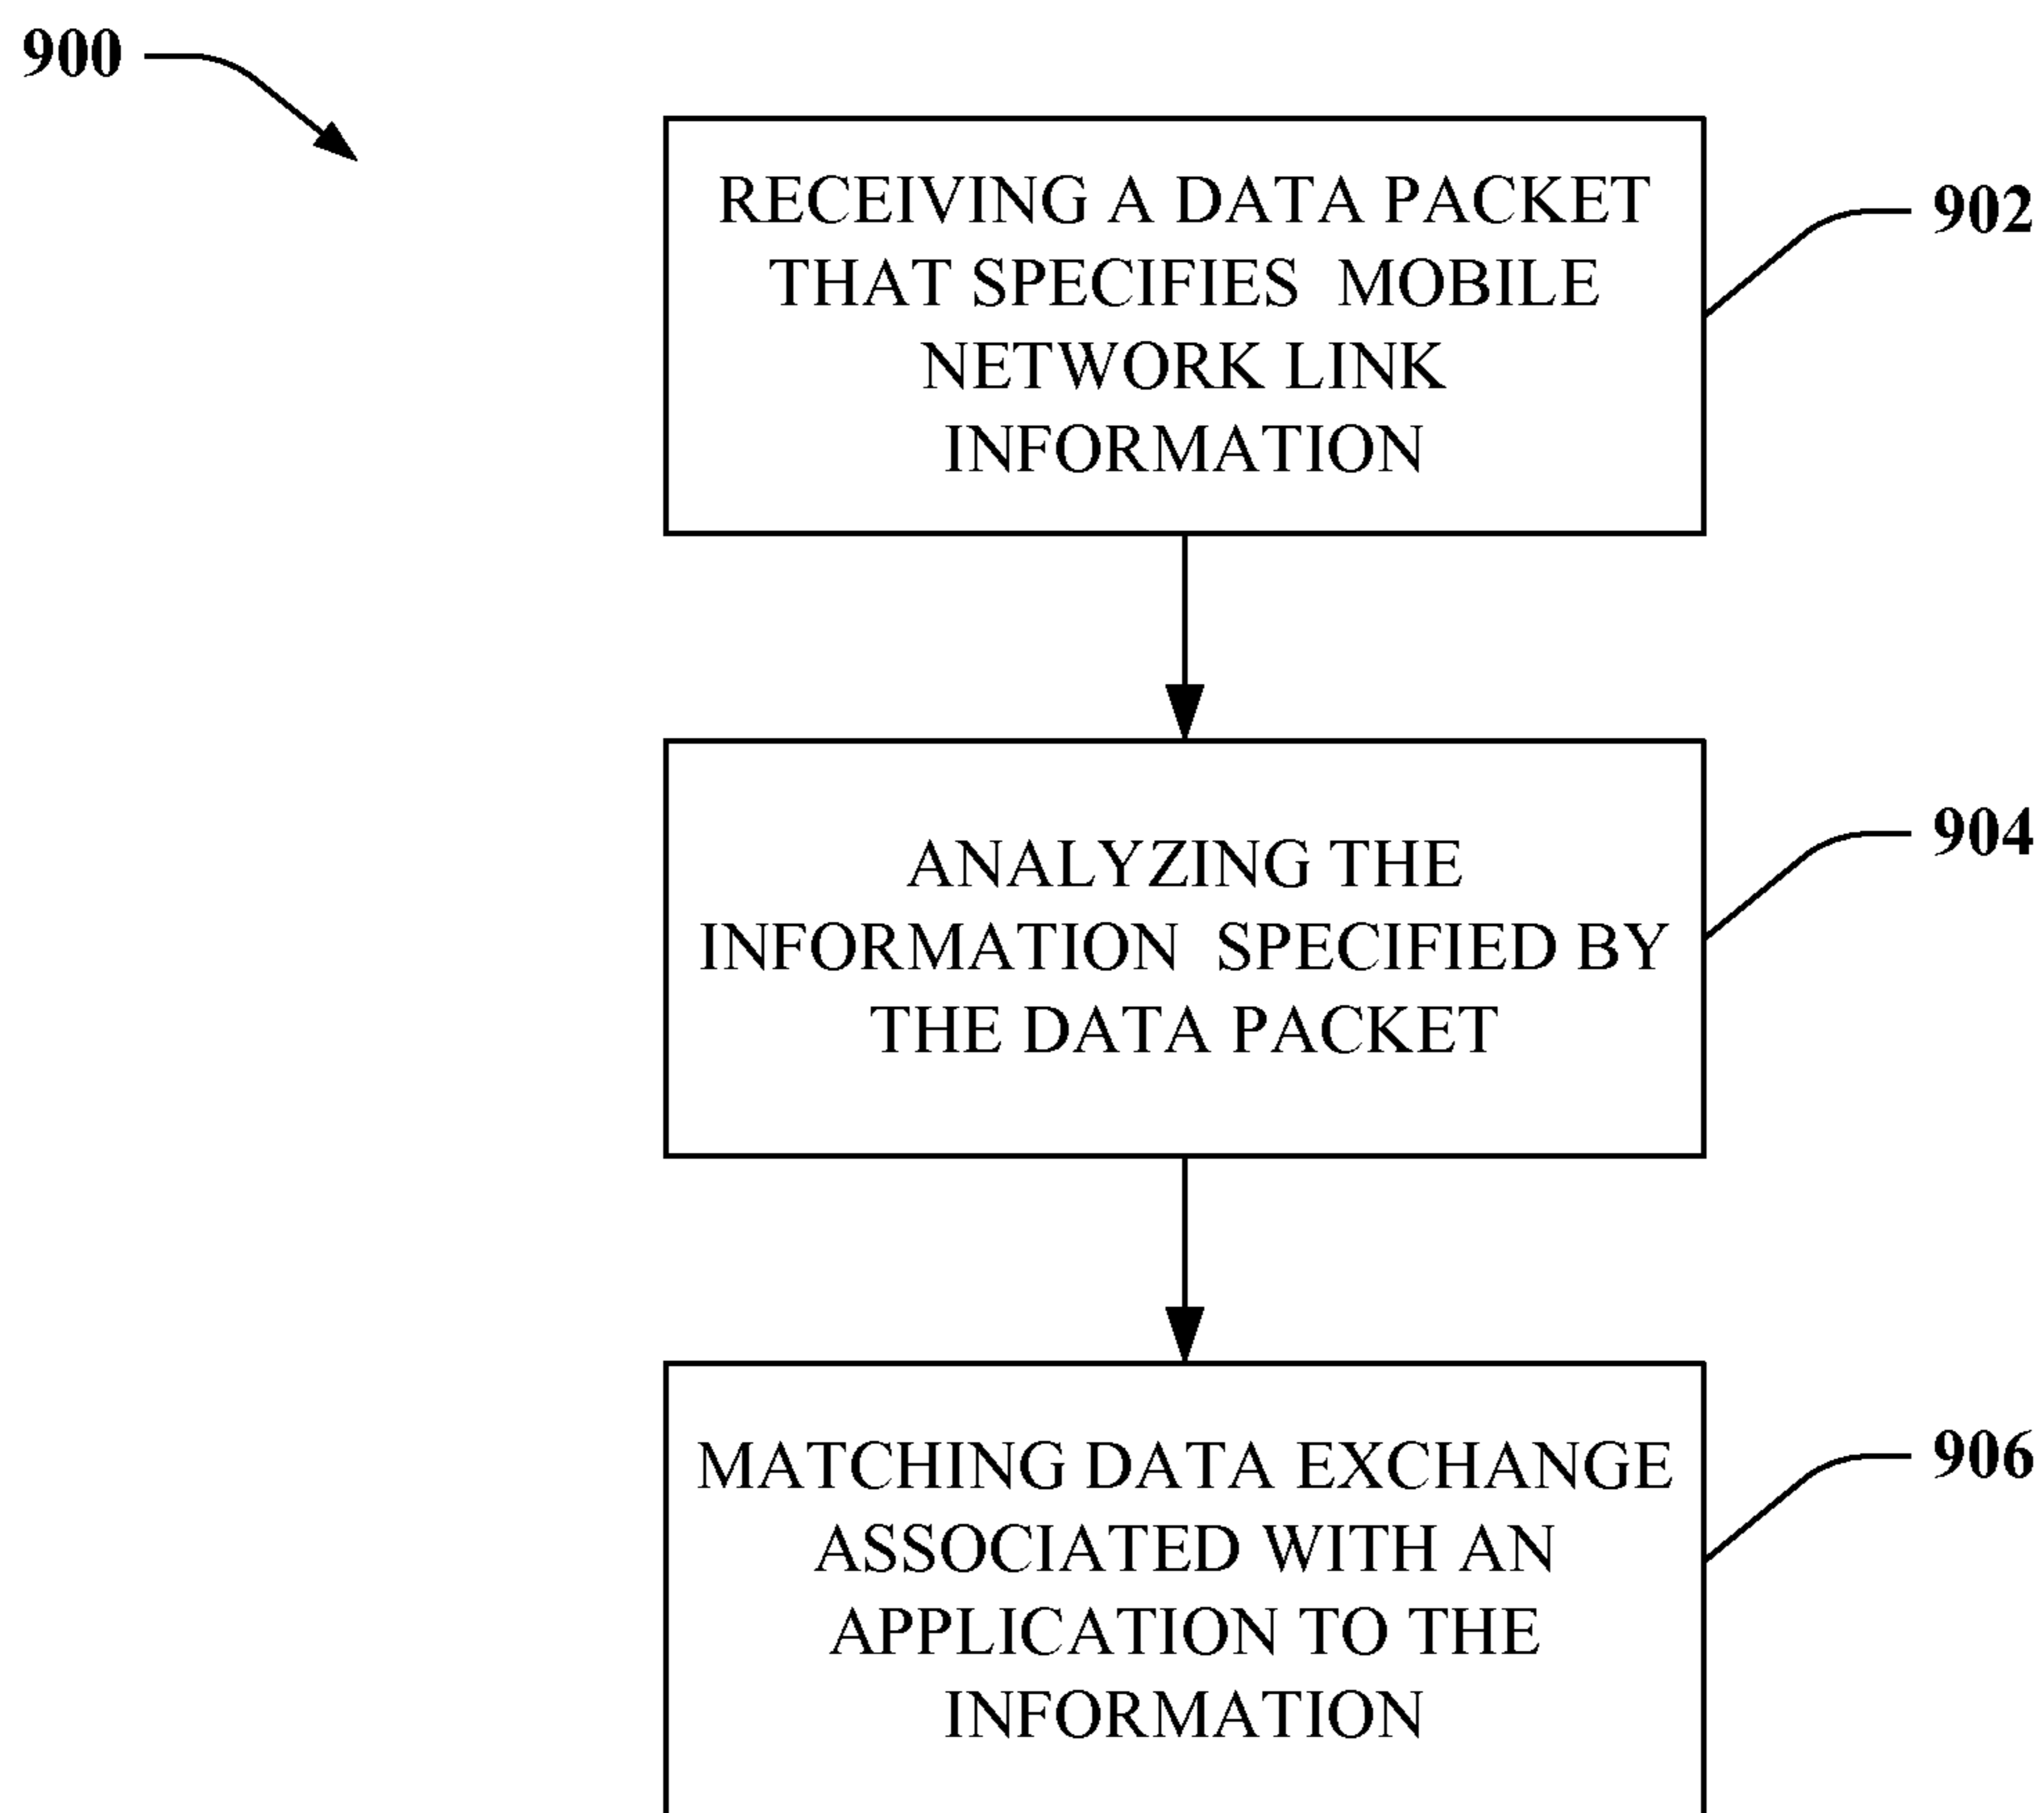 900
RECEIVING A DATA PACKET
THAT SPECIFIES MOBILE
NETWORK LINK
INFORMATION
902
ANALYZING THE
INFORMATION SPECIFIED BY
THE DATA PACKET
904
MATCHING DATA EXCHANGE
ASSOCIATED WITH AN
APPLICATION TO THE
INFORMATION
906